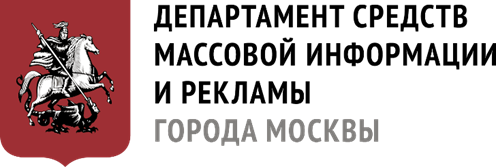 ДЕПАРТАМЕНТ СРЕДСТВ
МАССОВОЙ ИНФОРМАЦИИ
И РЕКЛАМЫ
ГОРОДА МОСКВЫ